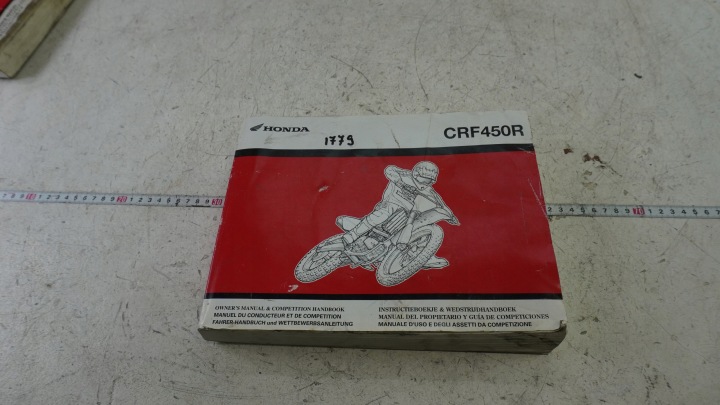 HONDA
1779
CRF450R
OWNER'S MANUAL & COMPETITION HANDBOOK
MANUEL DU CONDUCTEUR ET DE COMPETITION
FAHRER-HANDBUCH und WETTBEWERBSANLEITUNG
INSTRUCTIEBOEKJE & WEDSTRIJDHANDBOEK
MANUAL DEL PROPIETARIO Y GUÍA DE COMPETICIONES
MANUALE D'USO E DEGLI ASSETTI DA COMPETIZIONE